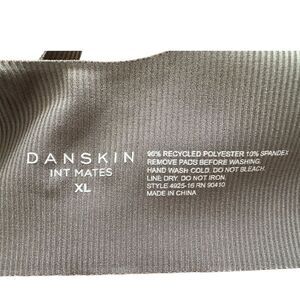 DANSKIN
INT MATES
XL
90% RECYCLED POLYESTER 10% SPANDEX
REMOVE PADS BEFORE WASHING.
HAND WASH COLD. DO NOT BLEACH.
LINE DRY. DO NOT IRON.
STYLE 4925-16 RN 90410
MADE IN CHINA